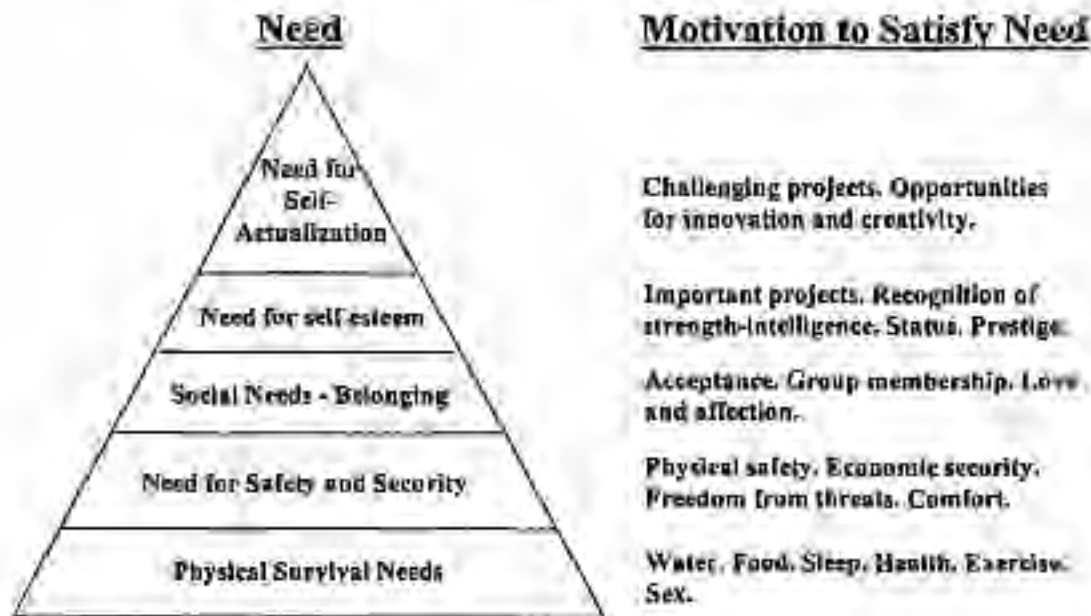 Need
Motivation to Satisfy Need
Need for
Self-
Actualization
Challenging projects. Opportunities
for innovation and creativity.
Need for self esteem
Important projects. Recognition of
strength-intelligence. Status. Prestige.
Social Needs - Belonging
Acceptance. Group membership. Love
and affection.
Need for Safety and Security
Physical safety. Economic security.
Freedom from threats. Comfort.
Physical Survival Needs
Water. Food. Sleep. Health. Exercise.
Sex.